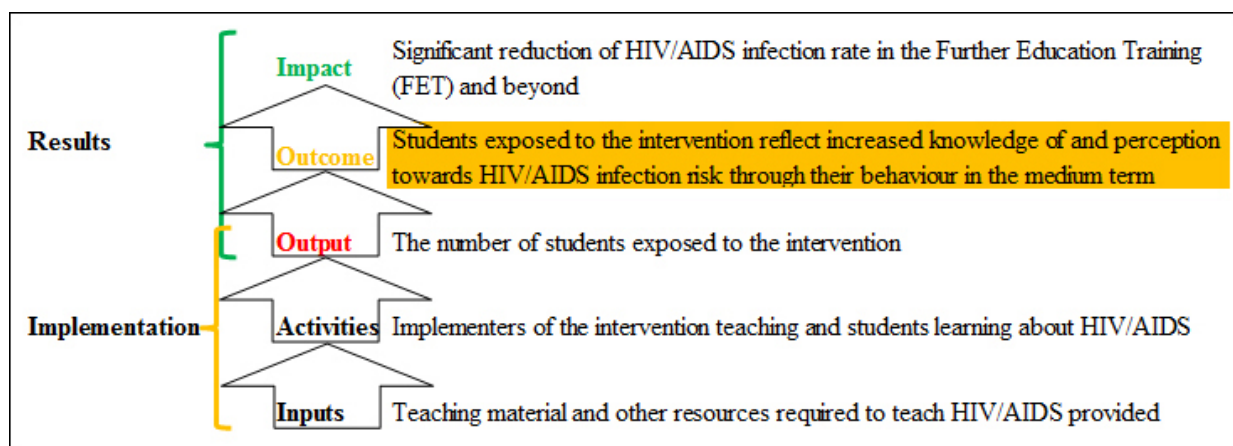 Impact
Significant reduction of HIV/AIDS infection rate in the Further Education Training
(FET) and beyond
Results
Outcome
Students exposed to the intervention reflect increased knowledge of and perception
towards HIV/AIDS infection risk through their behaviour in the medium term
Output
The number of students exposed to the intervention
Implementation
Activities
Implementers of the intervention teaching and students learning about HIV/AIDS
Inputs
Teaching material and other resources required to teach HIV/AIDS provided